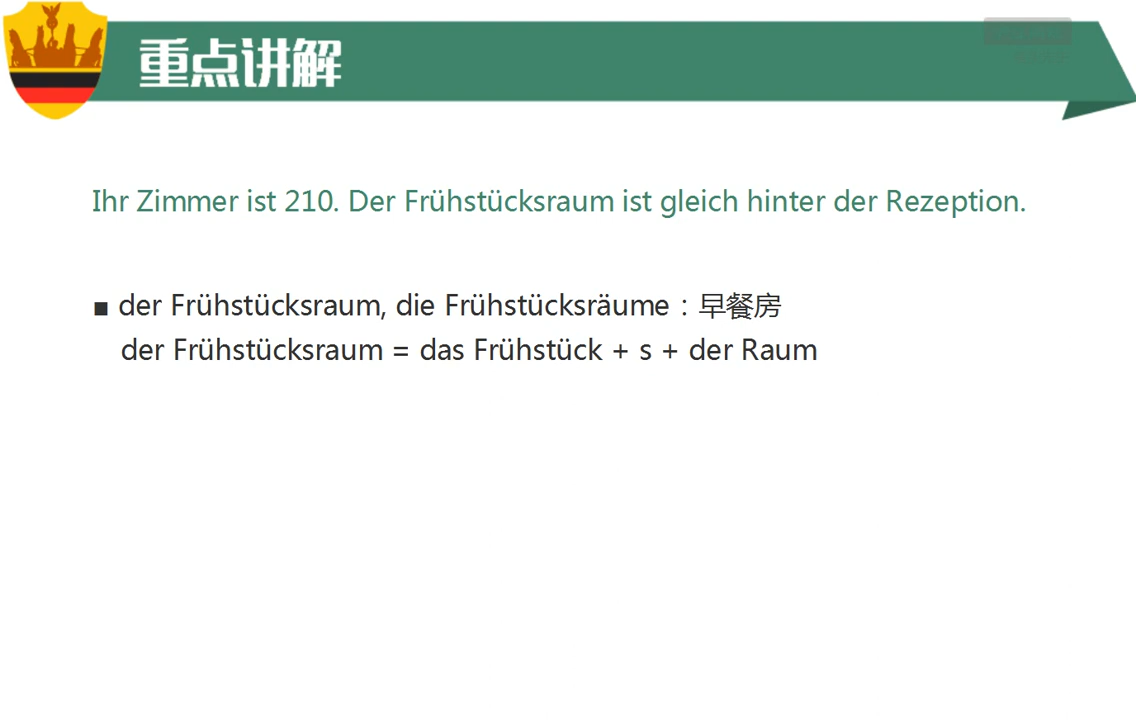 重点讲解
Ihr Zimmer ist 210. Der Frühstücksraum ist gleich hinter der Rezeption.
■ der Frühstücksraum, die Frühstücksräume：早餐房
der Frühstücksraum = das Frühstück + s + der Raum